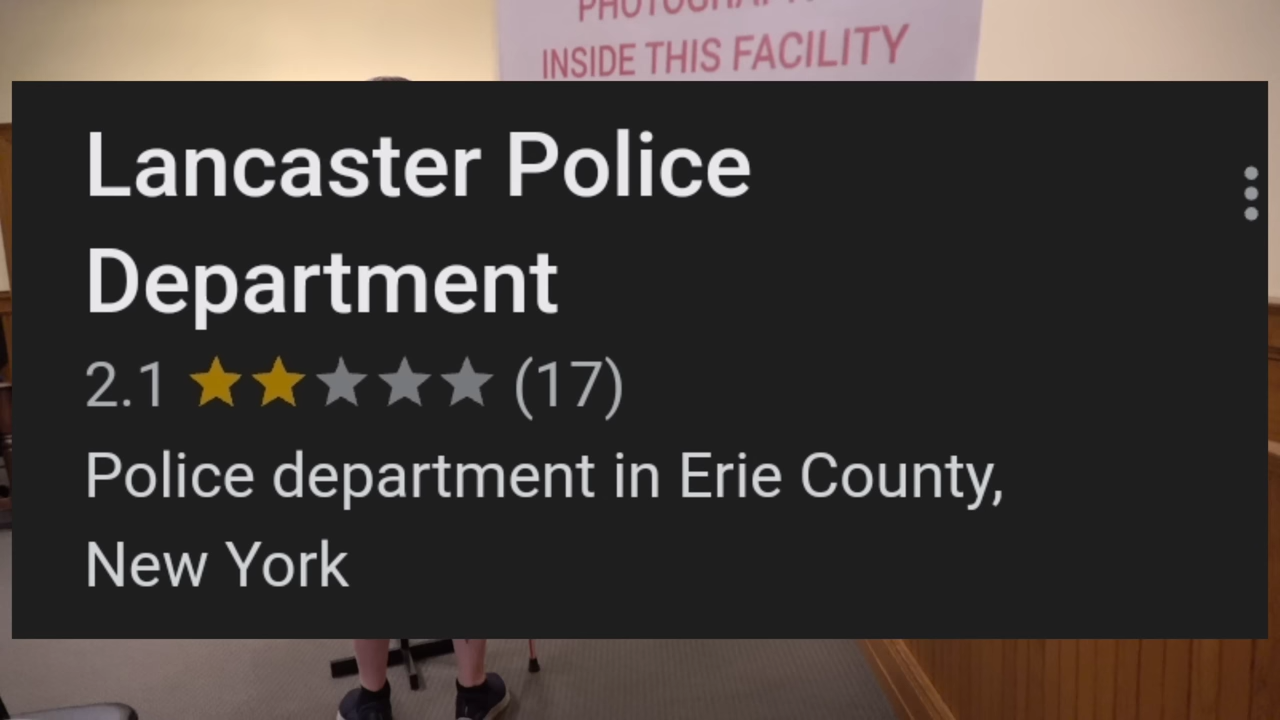 INSIDE THIS FACILITY
Lancaster Police
Department
2.1 (17)
Police department in Erie County,
New York